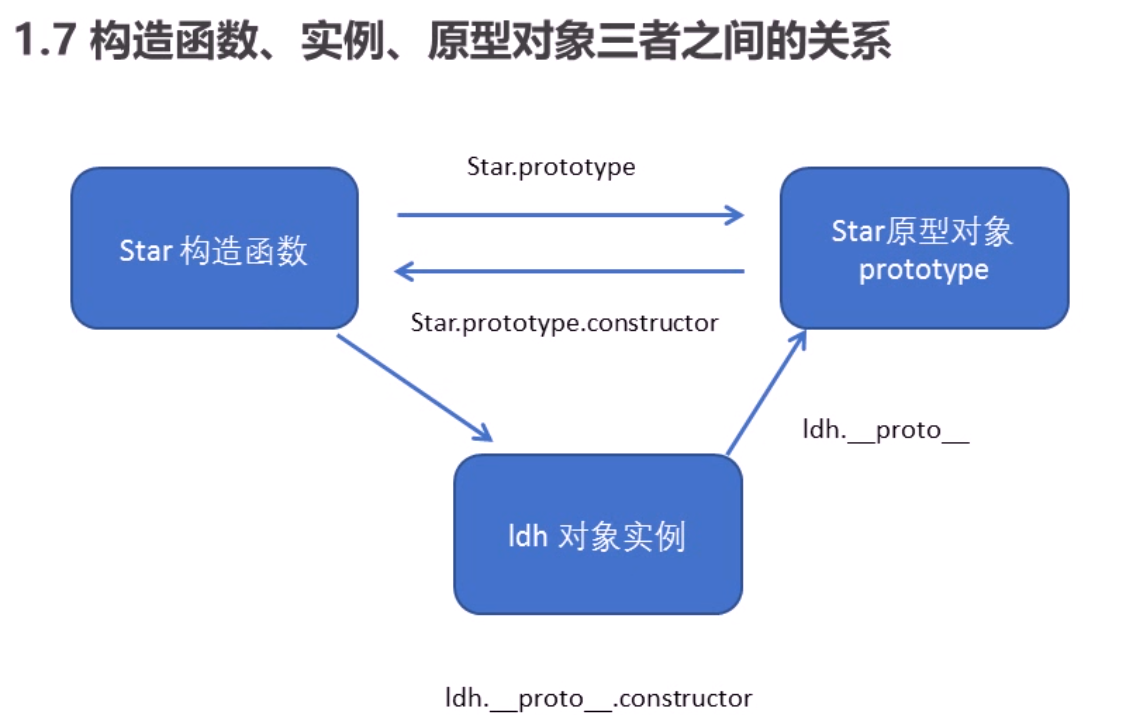 1.7 构造函数、实例、原型对象三者之间的关系
Star.prototype
Star 构造函数
Star原型对象
prototype
Star.prototype.constructor
ldh.__proto__
ldh 对象实例
ldh.__proto__.constructor